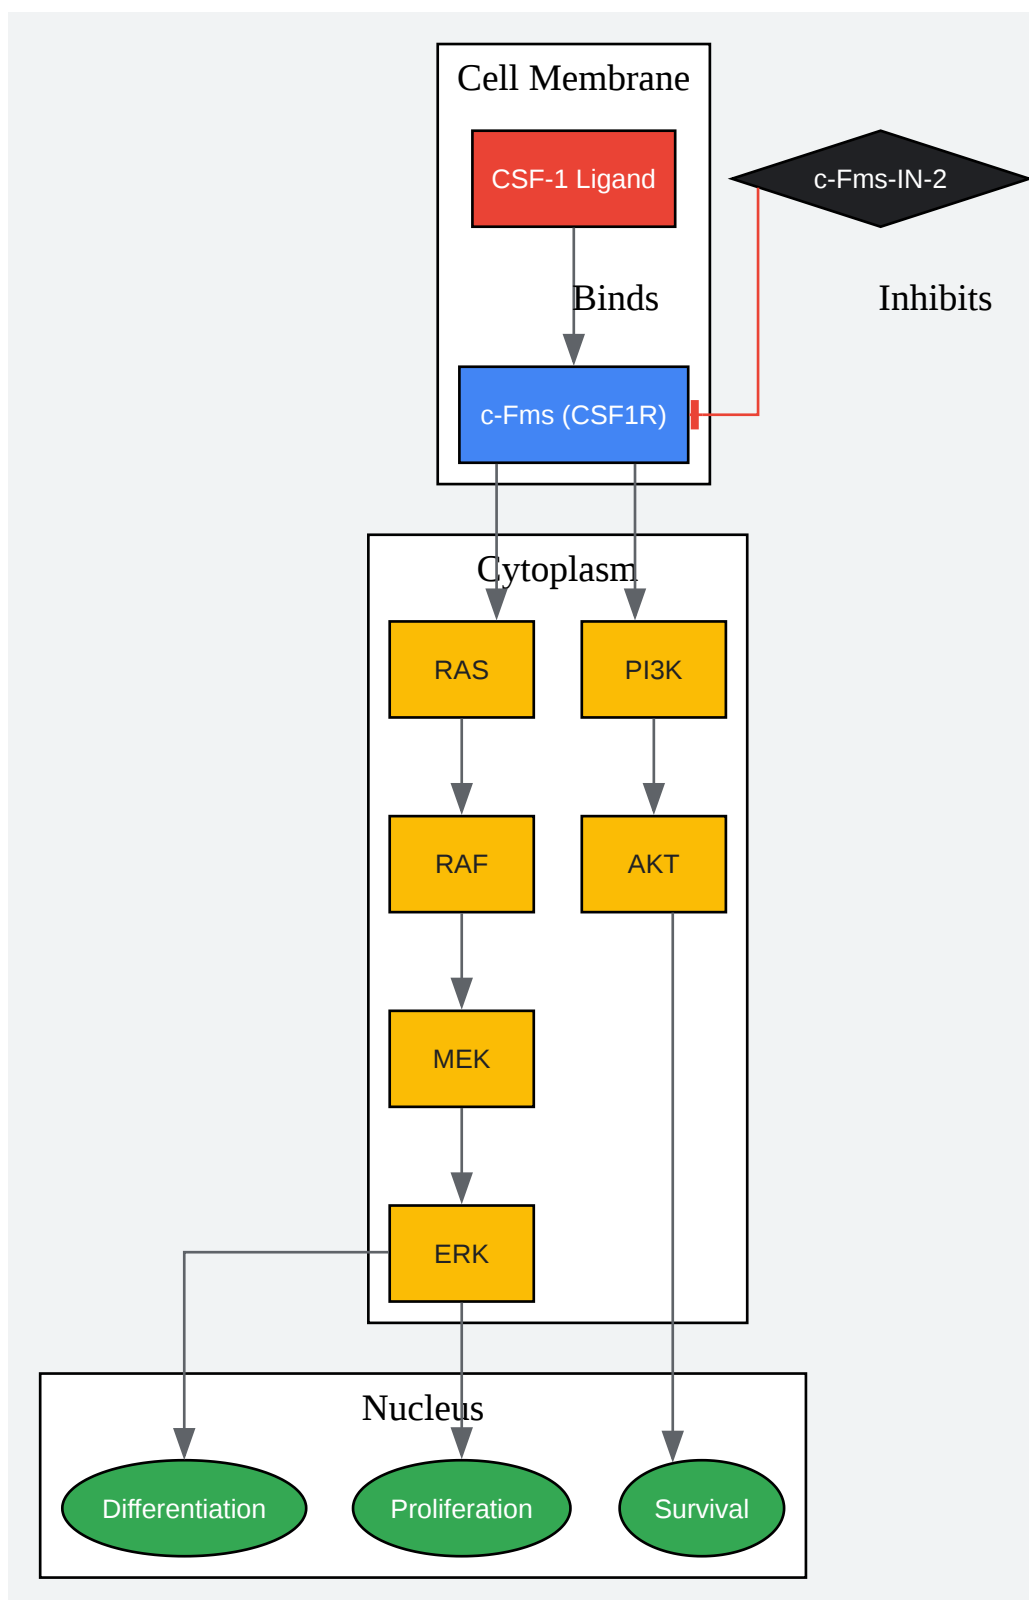 Cell Membrane
CSF-1 Ligand
c-Fms-IN-2
Binds
Inhibits
c-Fms (CSF1R)
Cytoplasm
RAS
PI3K
RAF
AKT
MEK
ERK
Nucleus
Differentiation
Proliferation
Survival